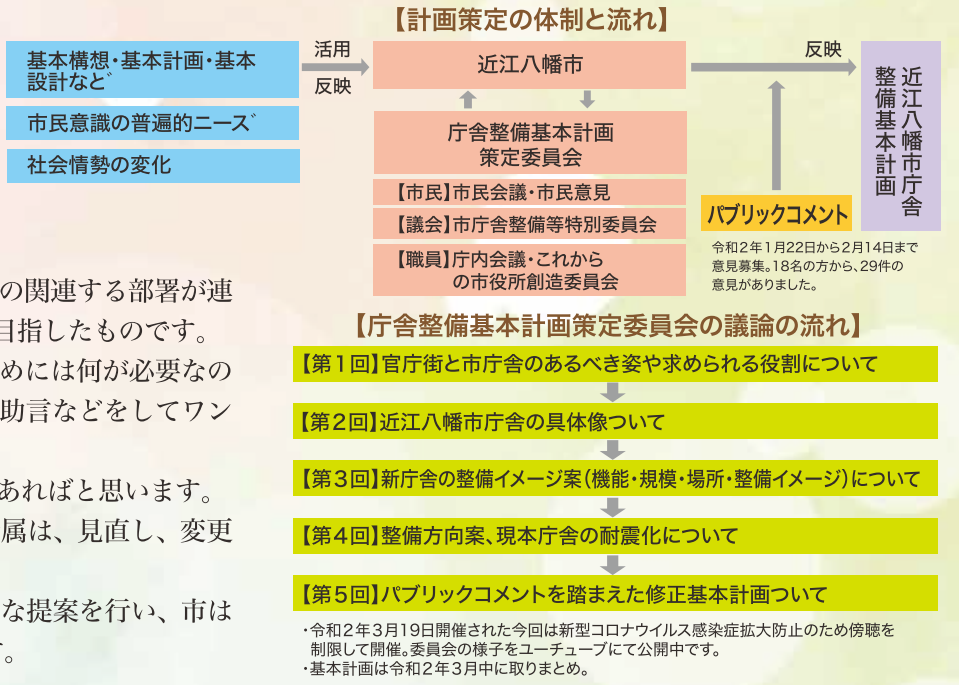 【計画策定の体制と流れ】
基本構想・基本計画・基本
設計など
市民意識の普遍的ニーズ
社会情勢の変化
活用
反映
近江八幡市
庁舎整備基本計画
策定委員会
【市民】市民会議・市民意見
【議会】市庁舎整備等特別委員会
【職員】庁内会議・これから
の市役所創造委員会
反映
パブリックコメント
令和2年1月22日から2月14日まで
意見募集。18名の方から、29件の
意見がありました。
近江八幡市庁舎
整備基本計画
の関連する部署が連
目指したものです。
めには何が必要なの
助言などをしてワン
あればと思います。
属は、見直し、変更
な提案を行い、市は
す。
【庁舎整備基本計画策定委員会の議論の流れ】
【第1回】官庁街と市庁舎のあるべき姿や求められる役割について
【第2回】近江八幡市庁舎の具体像ついて
【第3回】新庁舎の整備イメージ案(機能・規模・場所・整備イメージ)について
【第4回】整備方向案、現本庁舎の耐震化について
【第5回】パブリックコメントを踏まえた修正基本計画ついて
・令和2年3月19日開催された今回は新型コロナウイルス感染症拡大防止のため傍聴を
制限して開催。委員会の様子をユーチューブにて公開中です。
・基本計画は令和2年3月中に取りまとめ。